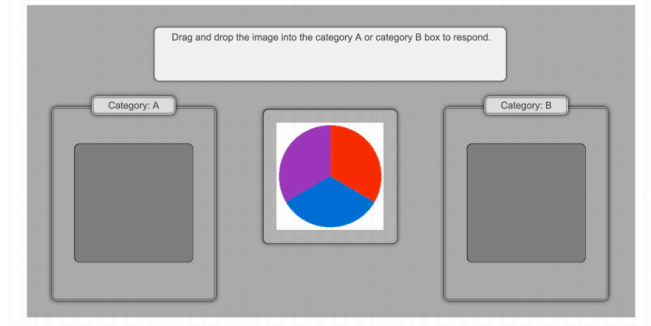 Drag and drop the image into the category A or category B box to respond.
Category: A
Category: B